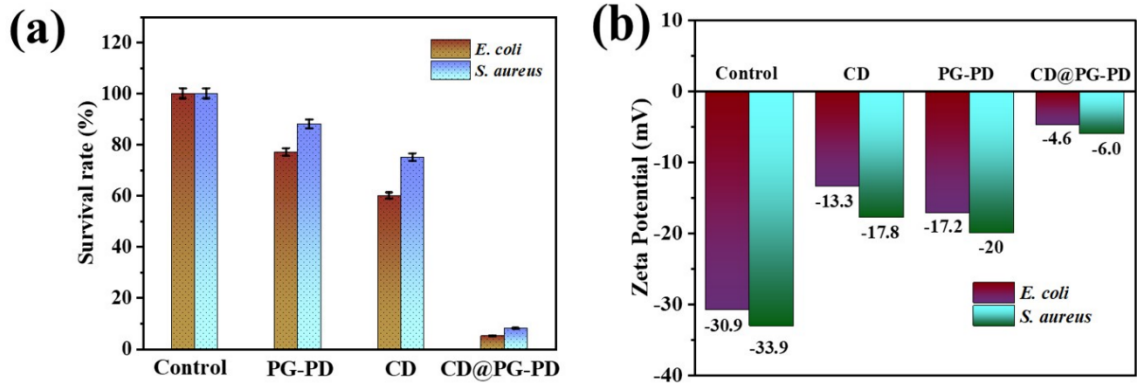 (a)
Survival rate (%)
120
100
80
60
40
20
0
E. coli
S. aureus
Control PG-PD CD CD@PG-PD
(b)
Zeta Potential (mV)
10
0
-10
-20
-30
-40
Control CD PG-PD CD@PG-PD
-30.9
-33.9
-13.3
-17.8
-17.2
-20
-4.6
-6.0
E. coli
S. aureus